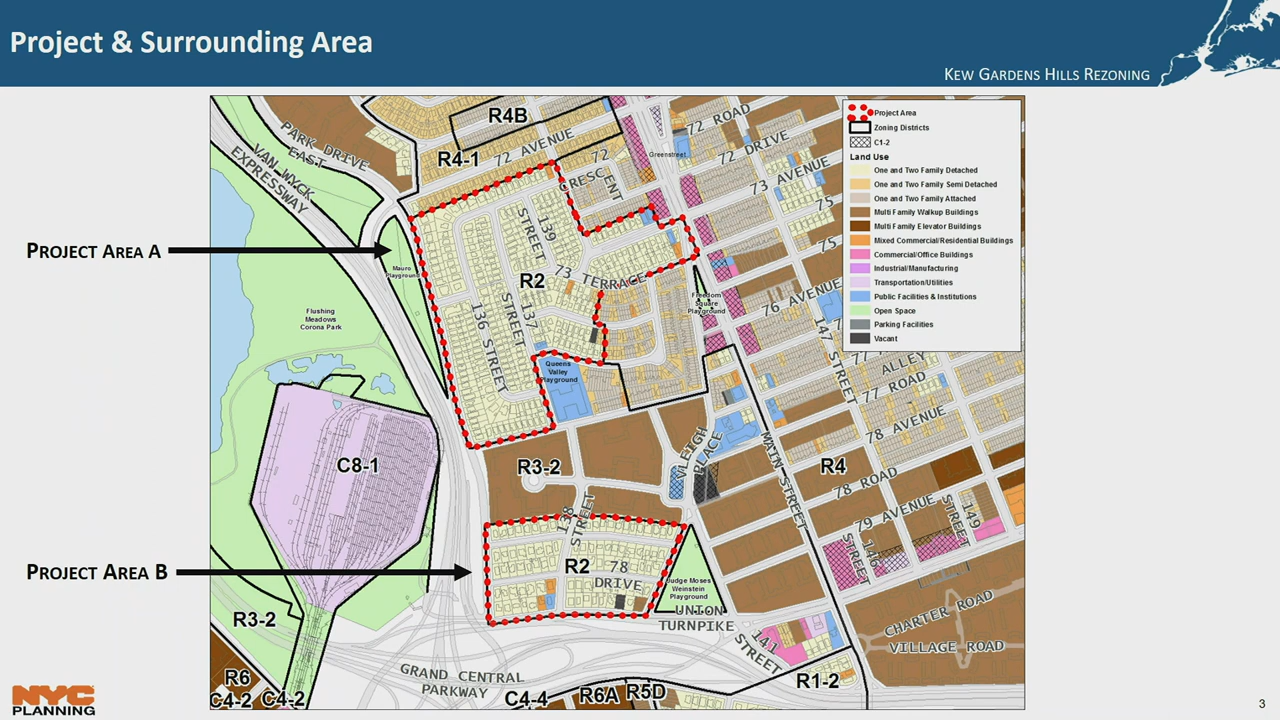 Project & Surrounding Area
KEW GARDENS HILLS REZONING
PROJECT AREA A
PROJECT AREA B
Project Area
Zoning Districts
C1-2
Land Use
One and Two Family Detached
One and Two Family Semi Detached
One and Two Family Attached
Multi Family Walkup Buildings
Multi Family Elevator Buildings
Mixed Commercial/Residential Buildings
Commercial/Office Buildings
Industrial/Manufacturing
Transportation/Utilities
Public Facilities & Institutions
Open Space
Parking Facilities
Vacant
R4B
R4-1
72 AVENUE
72 ROAD
72 DRIVE
73 AVENUE
75
75
76 AVENUE
72
CRESCENT
Greenstreet
PARK DRIVE
EAST
VAN WYCK
EXPRESSWAY
Mauro
Playground
139
STREET
R2
73 TERRACE
136 STREET
137
STREET
Freedom
Square
Playground
147 STREET
Flushing
Meadows
Corona Park
Queens
Valley
Playground
77
ALLEY
77 ROAD
78 AVENUE
C8-1
R3-2
VLEIGH
PLACE
MAIN STREET
R4
78 ROAD
79 AVENUE
138
STREET
146
STREET
149
STREET
R2
78
DRIVE
Judge Moses
Weinstein
Playground
UNION
TURNPIKE
141
STREET
CHARTER ROAD
VILLAGE ROAD
R3-2
GRAND CENTRAL
PARKWAY
R6
C4-2
C4-2
C4-4
R6A
R5D
R1-2
NYC
PLANNING
3